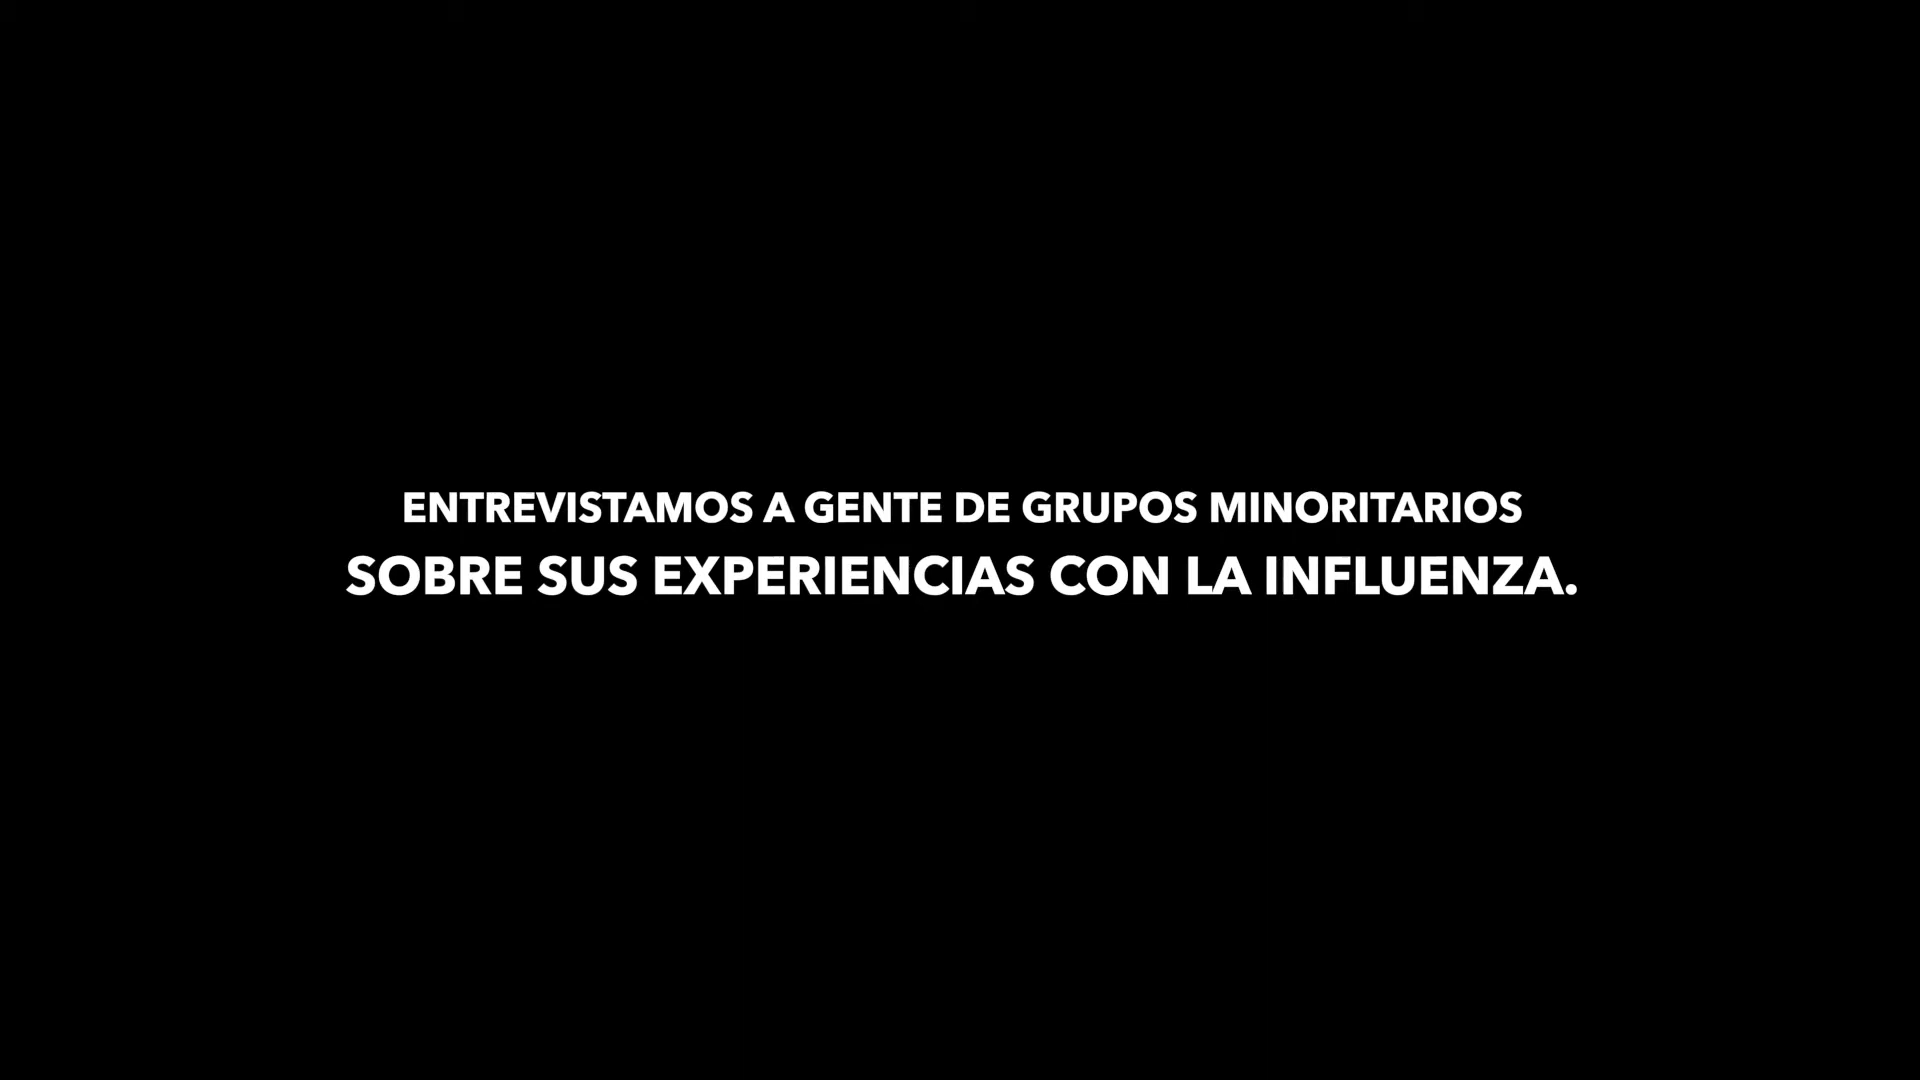 ENTREVISTAMOS A GENTE DE GRUPOS MINORITARIOS
SOBRE SUS EXPERIENCIAS CON LA INFLUENZA.